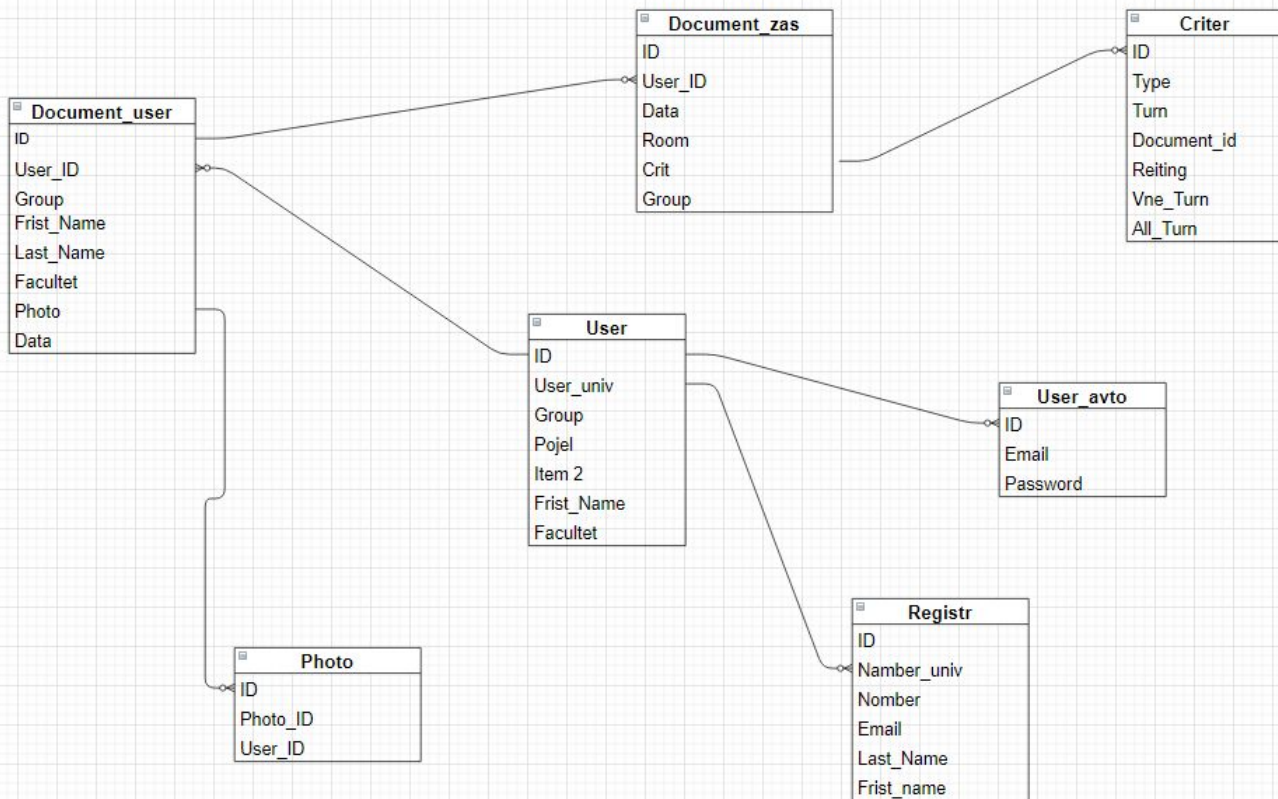 Document_zas
ID
User_ID
Data
Room
Crit
Group
Criter
ID
Type
Turn
Document_id
Reiting
Vne_Turn
All_Turn
Document_user
ID
User_ID
Group
Frist_Name
Last_Name
Facultet
Photo
Data
User
ID
User_univ
Group
Pojel
Item 2
Frist_Name
Facultet
User_avto
ID
Email
Password
Registr
ID
Namber_univ
Nomber
Email
Last_Name
Frist_name
Photo
ID
Photo_ID
User_ID